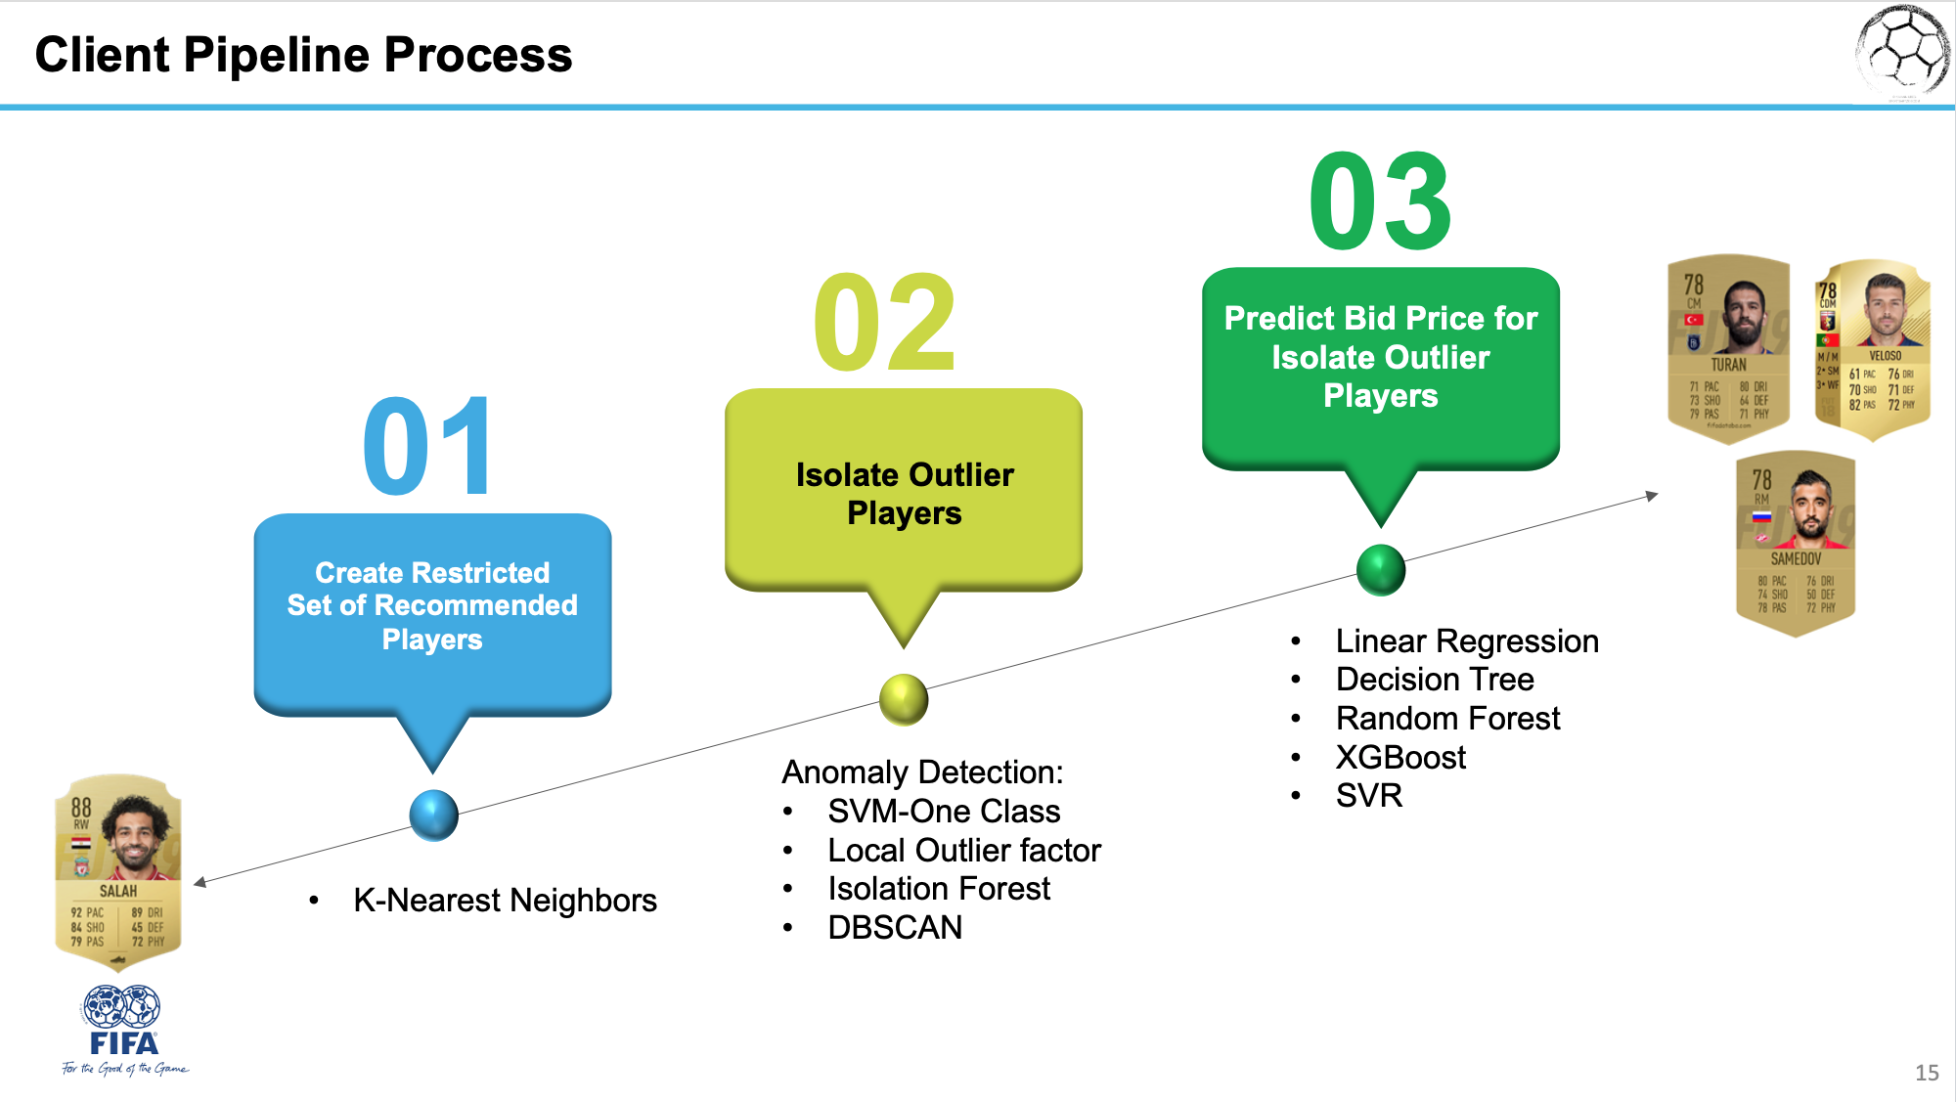 Client Pipeline Process
01
Create Restricted
Set of Recommended
Players
• K-Nearest Neighbors
02
Isolate Outlier
Players
Anomaly Detection:
• SVM-One Class
• Local Outlier factor
• Isolation Forest
• DBSCAN
03
Predict Bid Price for
Isolate Outlier
Players
• Linear Regression
• Decision Tree
• Random Forest
• XGBoost
• SVR
88
RW
SALAH
92 PAC 89 DRI
84 SHO 45 DEF
79 PAS 72 PHY
FIFA
For the Good of the Game
78
CM
TURAN
71 PAC 80 DRI
73 SHO 64 DEF
79 PAS 71 PHY
78
CDM
VELOSO
M / M
2* SM
3* WF
61 PAC 76 DRI
70 SHO 71 DEF
82 PAS 72 PHY
78
RM
SAMEDOV
80 PAC 76 DRI
74 SHO 50 DEF
78 PAS 72 PHY
15